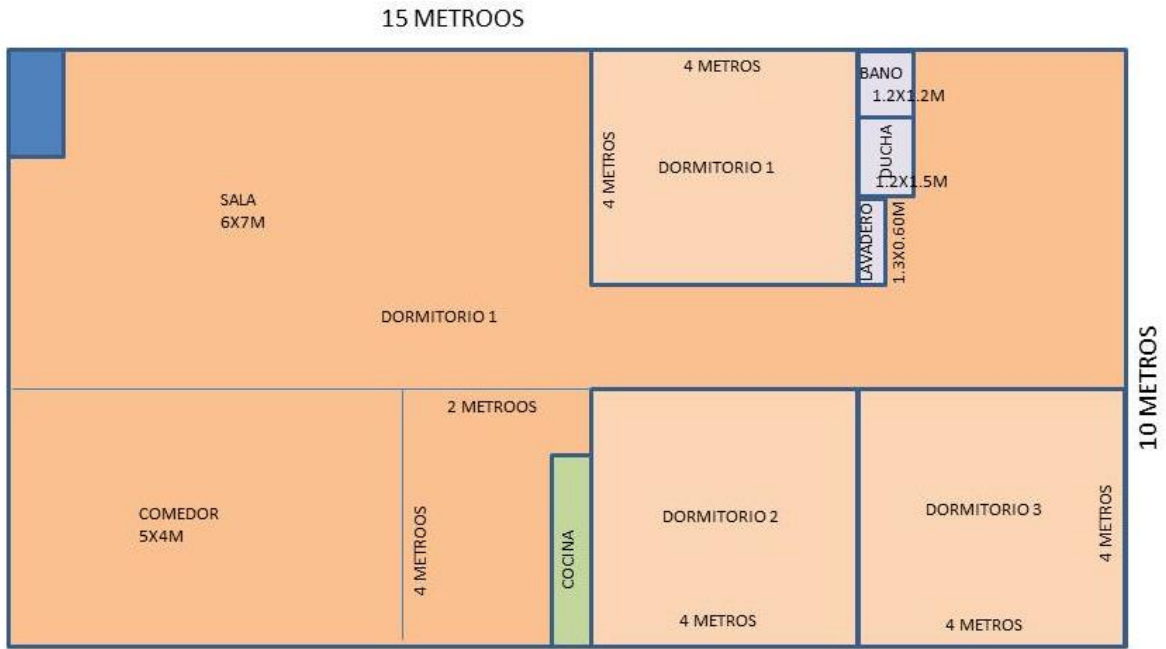 15 METROOS
4 METROS
BANO
1.2X1.2M
4 METROS
DORMITORIO 1
DUCHA
1.2X1.5M
SALA
6X7M
LAVADERO
1.3X0.60M
DORMITORIO 1
10 METROS
2 METROOS
COMEDOR
5X4M
4 METROOS
COCINA
DORMITORIO 2
DORMITORIO 3
4 METROS
4 METROS
4 METROS